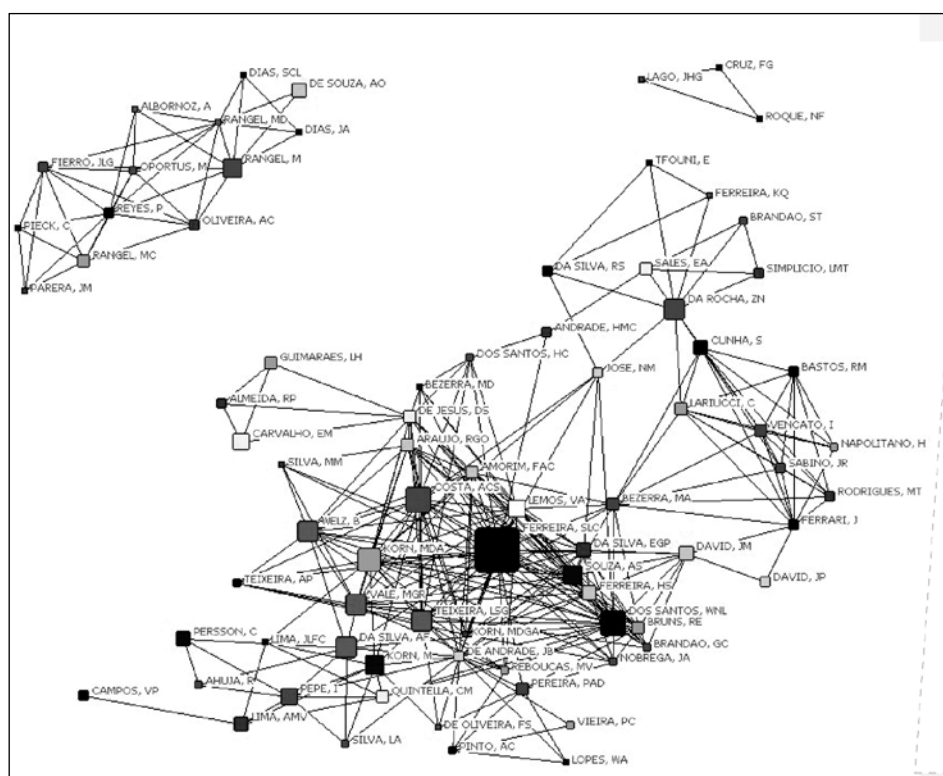 CRUZ, FG
DIAS, SCL
LAGO, JHG
DE SOUZA, AO
ALBORNOZ, A
RANGEL, MD
ROQUE, NF
DIAS, JA
FIERRO, JLG
OPORTUS, M
RANGEL, M
TFOUNI, E
FERREIRA, KQ
REYES, P
OLIVEIRA, AC
BRANDAO, ST
PIECK, C
RANGEL, MC
DA SILVA, RS
SALES, EA
SIMPLICIO, LMT
PARERA, JM
DA ROCHA, ZN
ANDRADE, HMC
CUNHA, S
GUIMARAES, LH
DOS SANTOS, HC
JOSE, NM
BASTOS, RM
BEZERRA, MD
ALMEIDA, RP
DE JESUS, DS
LARIUCCI, C
CARVALHO, EM
ARAUJO, RGO
VENCATO, I
NAPOLITANO, H
SILVA, MM
AMORIM, FAC
SABINO, JR
COSTA, ACS
LEMOS, VA
BEZERRA, MA
RODRIGUES, MT
WELZ, B
FERREIRA, SLC
FERRARI, J
KORN, MDA
DA SILVA, EGP
DAVID, JM
TEIXEIRA, AP
SOUZA, AS
DAVID, JP
FERREIRA, HS
VALE, MGR
TEIXEIRA, LSG
DOS SANTOS, WNL
BRUNS, RE
PERSSON, C
LIMA, JLFC
DA SILVA, AF
KORN, MDGA
BRANDAO, GC
DE ANDRADE, JB
KORN, M
REBOUCAS, MV
NOBREGA, JA
AHUJA, R
PEPE, I
QUINTELLA, CM
PEREIRA, PAD
CAMPOS, VP
LIMA, AMV
DE OLIVEIRA, FS
VIEIRA, PC
SILVA, LA
PINTO, AC
LOPES, WA